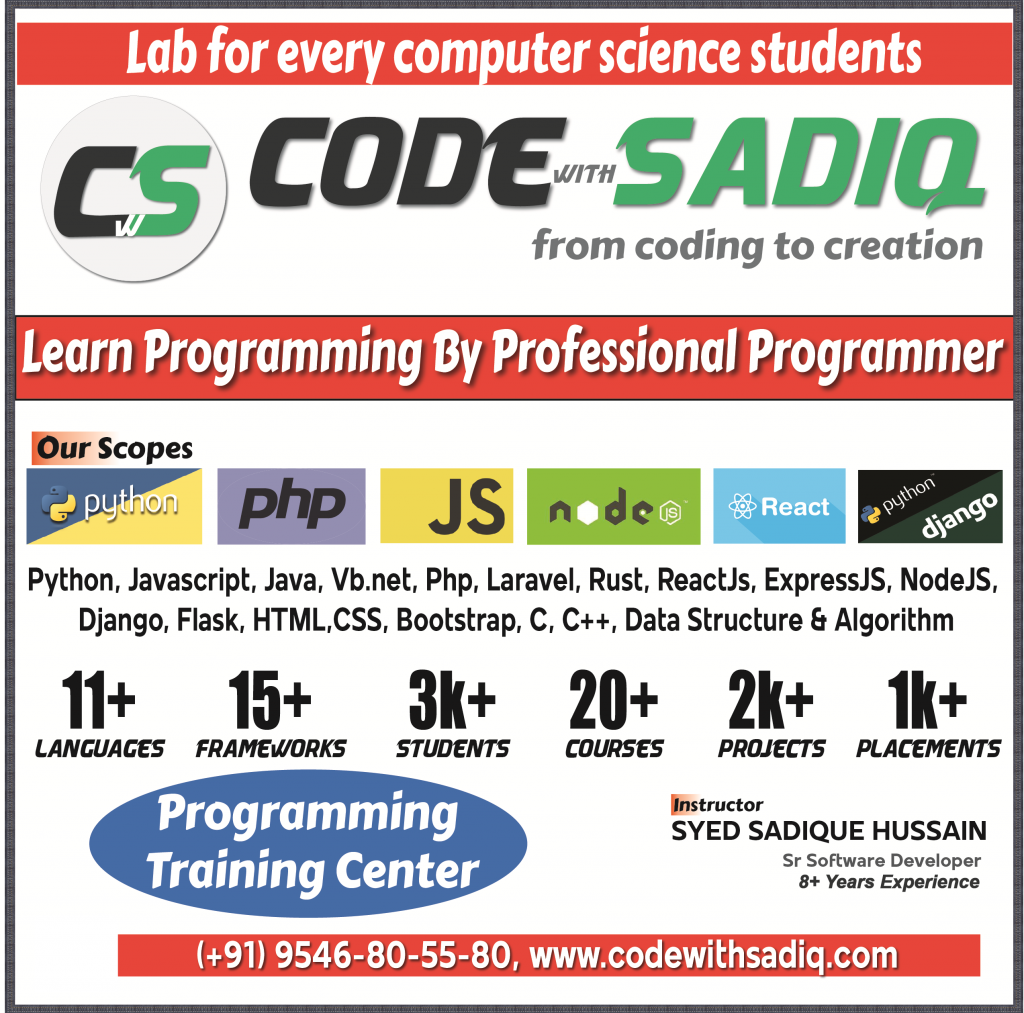 Lab for every computer science students
CwS
CODE WITH SADIQ
from coding to creation
Learn Programming By Professional Programmer
Our Scopes
python php JS node JS React python django
Python, Javascript, Java, Vb.net, Php, Laravel, Rust, ReactJs, ExpressJS, NodeJS,
Django, Flask, HTML,CSS, Bootstrap, C, C++, Data Structure & Algorithm
11+ 15+ 3k+ 20+ 2k+ 1k+
LANGUAGES FRAMEWORKS STUDENTS COURSES PROJECTS PLACEMENTS
Programming
Training Center
Instructor
SYED SADIQUE HUSSAIN
Sr Software Developer
8+ Years Experience
(+91) 9546-80-55-80, www.codewithsadiq.com